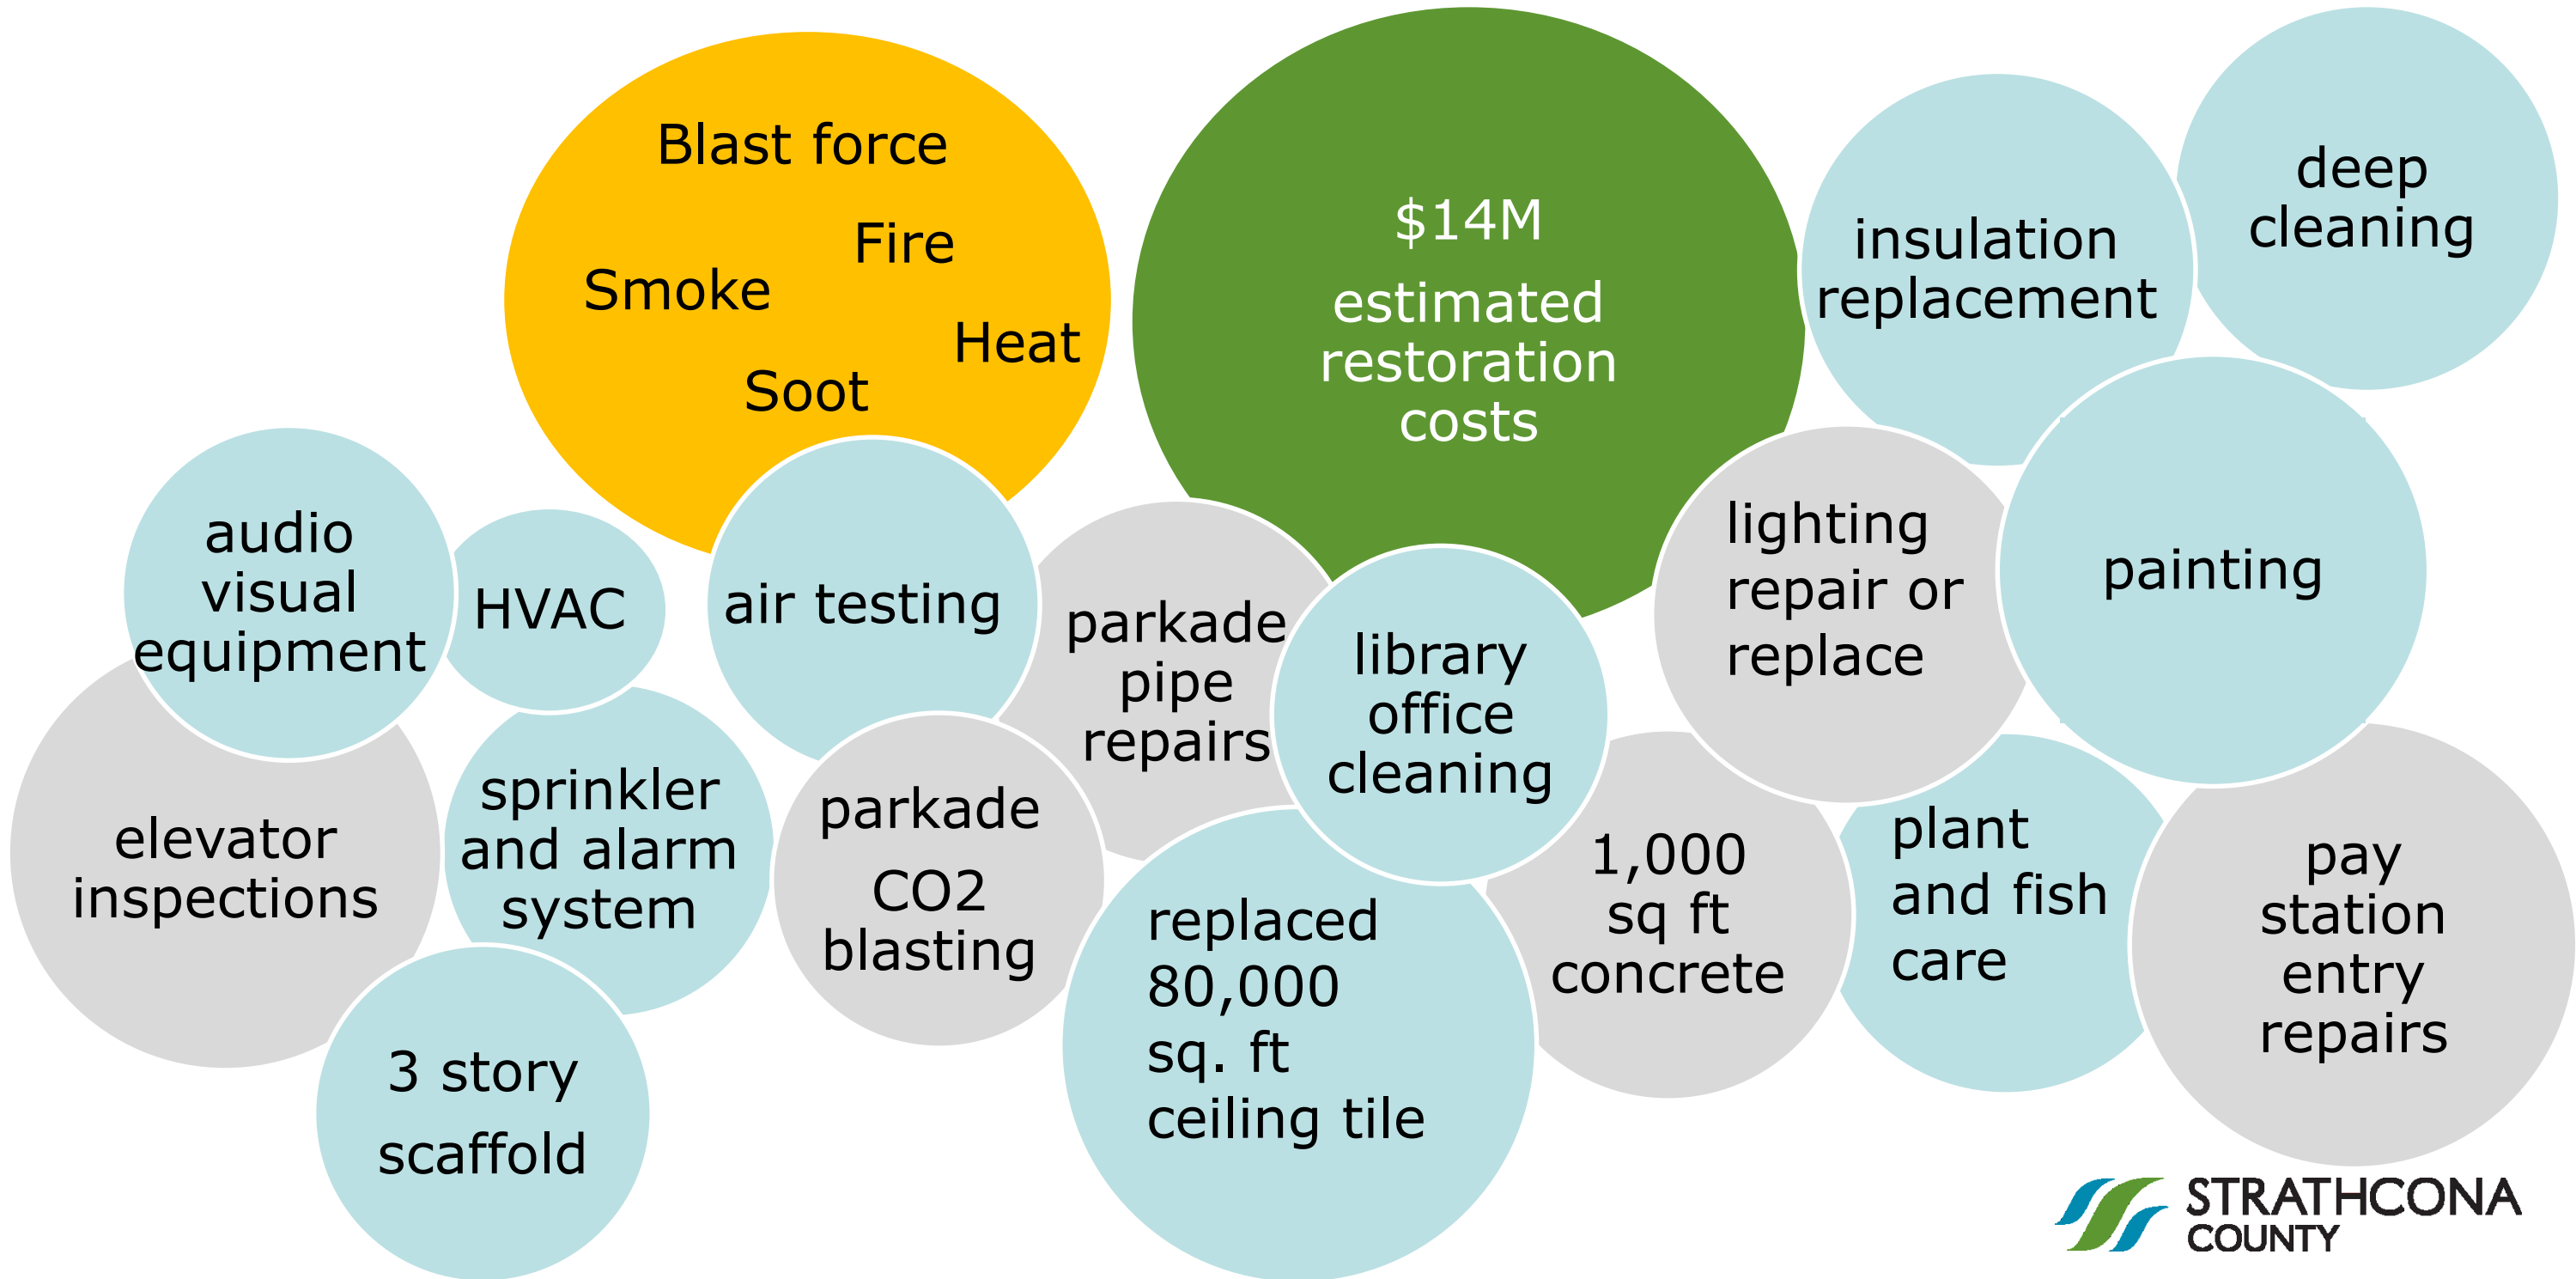 Blast force
Fire
Smoke
Heat
Soot
$14M
estimated
restoration
costs
insulation
replacement
deep
cleaning
audio
visual
equipment
HVAC
air testing
parkade
pipe
repairs
library
office
cleaning
lighting
repair or
replace
painting
elevator
inspections
sprinkler
and alarm
system
parkade
CO2
blasting
replaced
80,000
sq. ft
ceiling tile
1,000
sq ft
concrete
plant
and fish
care
pay
station
entry
repairs
3 story
scaffold
STRATHCONA
COUNTY